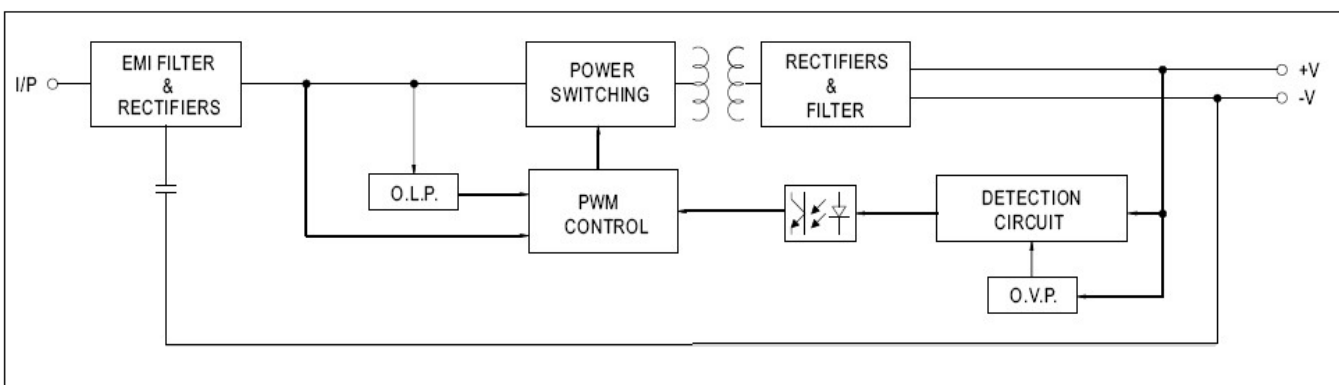 I/P
EMI FILTER
&
RECTIFIERS
POWER
SWITCHING
RECTIFIERS
&
FILTER
+V
-V
O.L.P.
PWM
CONTROL
DETECTION
CIRCUIT
O.V.P.